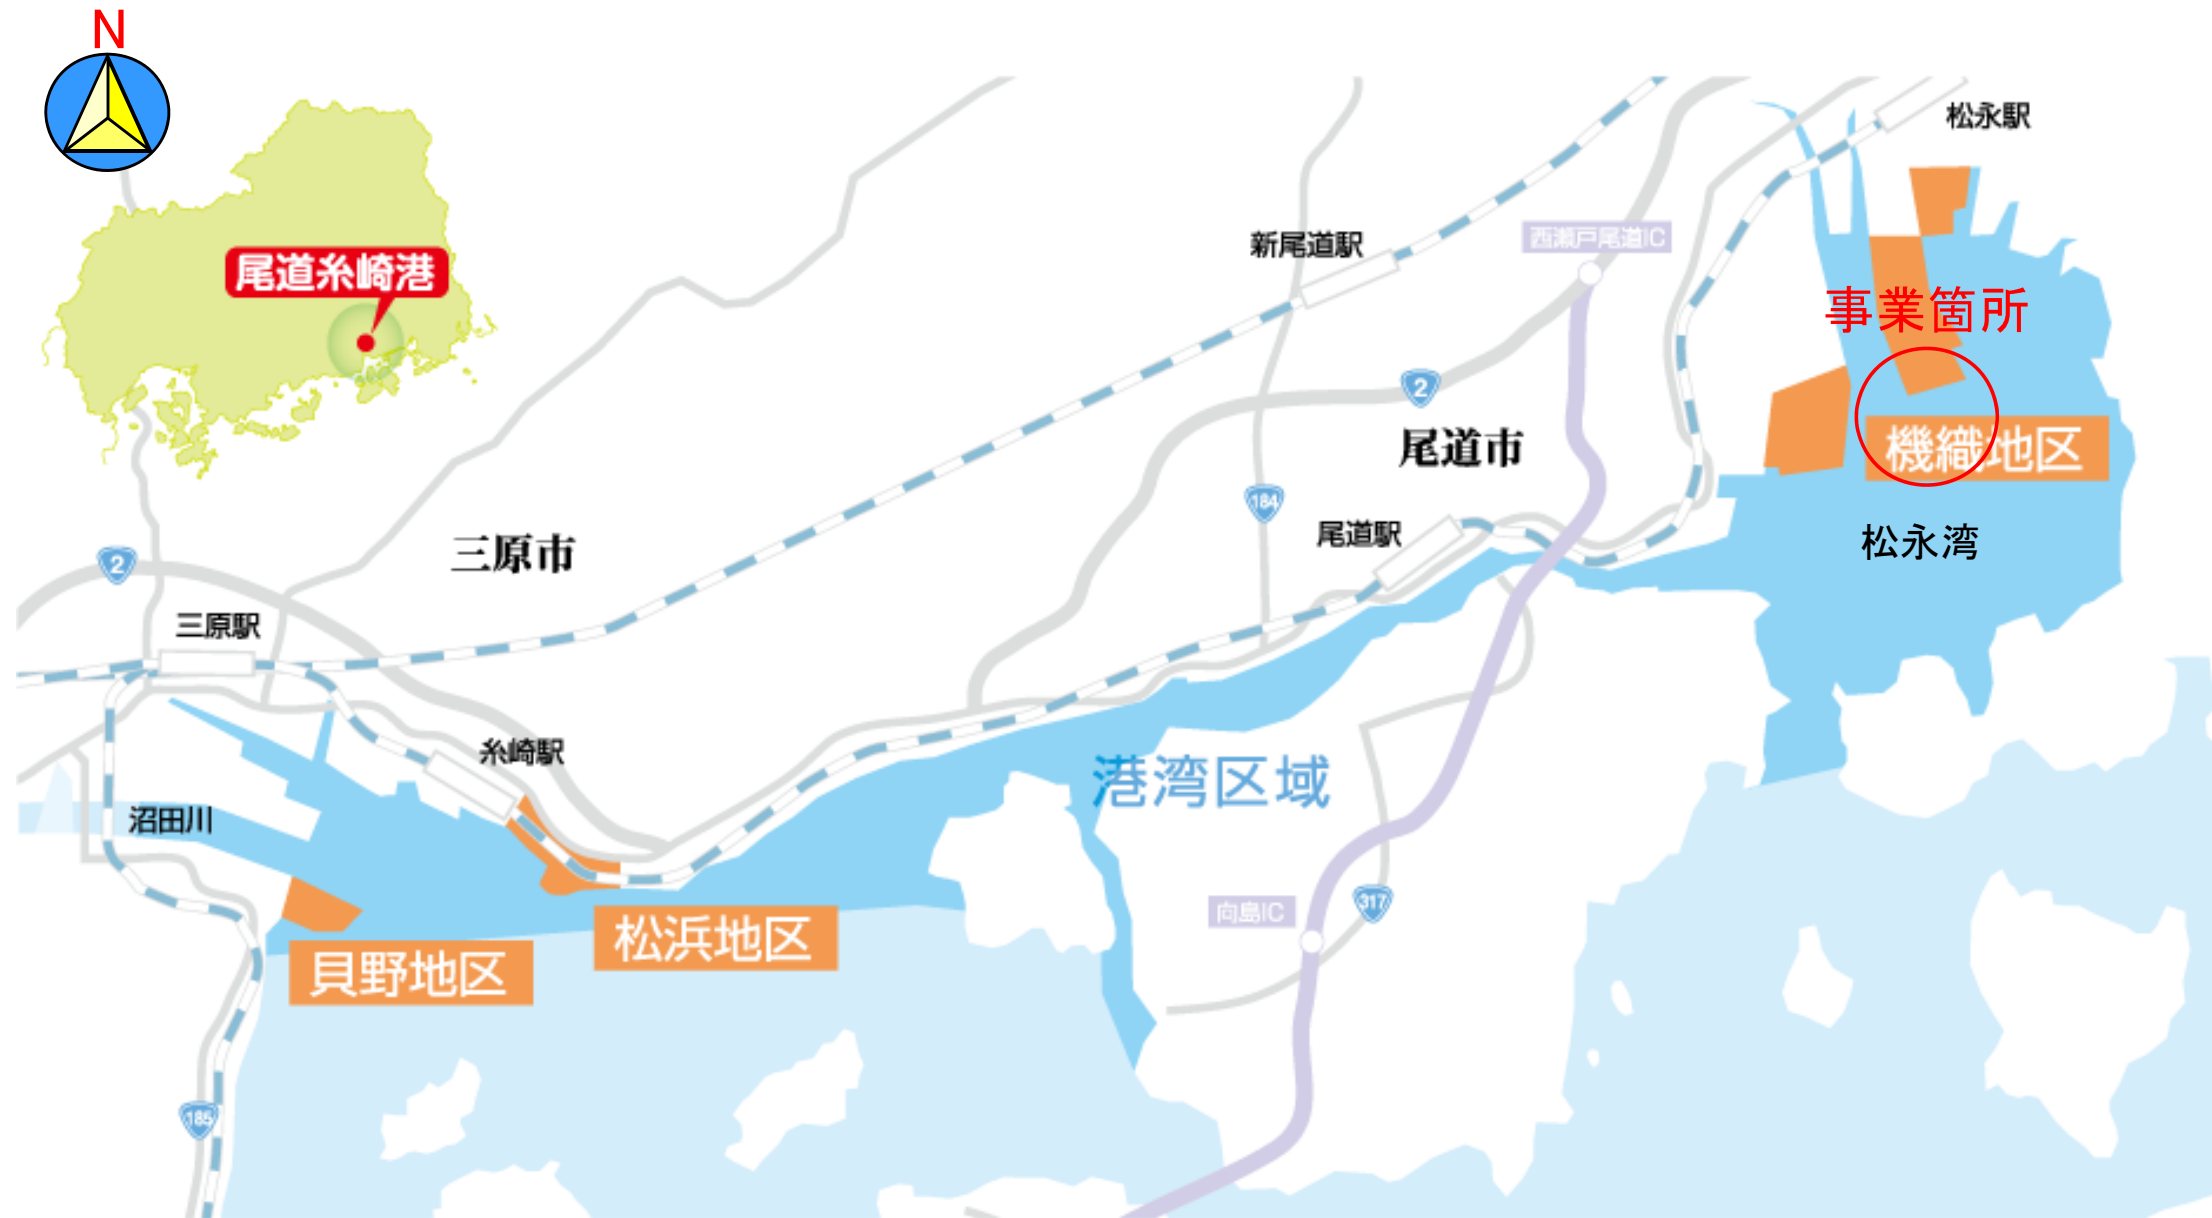 N
松永駅
尾道糸崎港
新尾道駅
西瀬戸尾道IC
事業箇所
2
尾道市
機織地区
184
尾道駅
松永湾
三原市
2
三原駅
糸崎駅
港湾区域
沼田川
317
向島IC
松浜地区
貝野地区
185